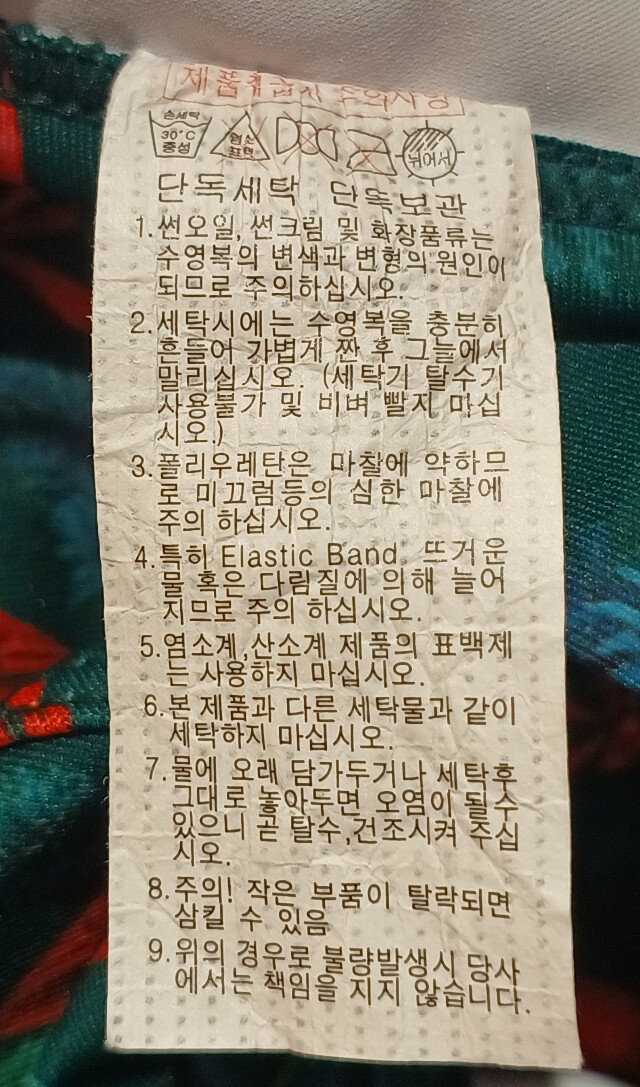 제품취급시 주의사항
손세탁
30°C
중성
염산
표백
뉘어서
단독세탁 단독보관
1.썬오일, 썬크림 및 화장품류는
수영복의 변색과 변형의 원인이
되므로 주의하십시오.
2.세탁시에는 수영복을 충분히
흔들어 가볍게 짠 후 그늘에서
말리십시오. (세탁기 탈수기
사용불가 및 비벼 빨지 마십
시오.)
3.폴리우레탄은 마찰에 약하므
로 미끄럼등의 심한 마찰에
주의 하십시오.
4.특히 Elastic Band, 뜨거운
물 혹은 다림질에 의해 늘어
지므로 주의 하십시오.
5.염소계,산소계 제품의 표백제
는 사용하지 마십시오.
6.본 제품과 다른 세탁물과 같이
세탁하지 마십시오.
7.물에 오래 담가두거나 세탁후
그대로 놓아두면 오염이 될수
있으니 곧 탈수,건조시켜 주십
시오.
8.주의! 작은 부품이 탈락되면
삼킬 수 있음
9.위의 경우로 불량발생시 당사
에서는 책임을 지지 않습니다.